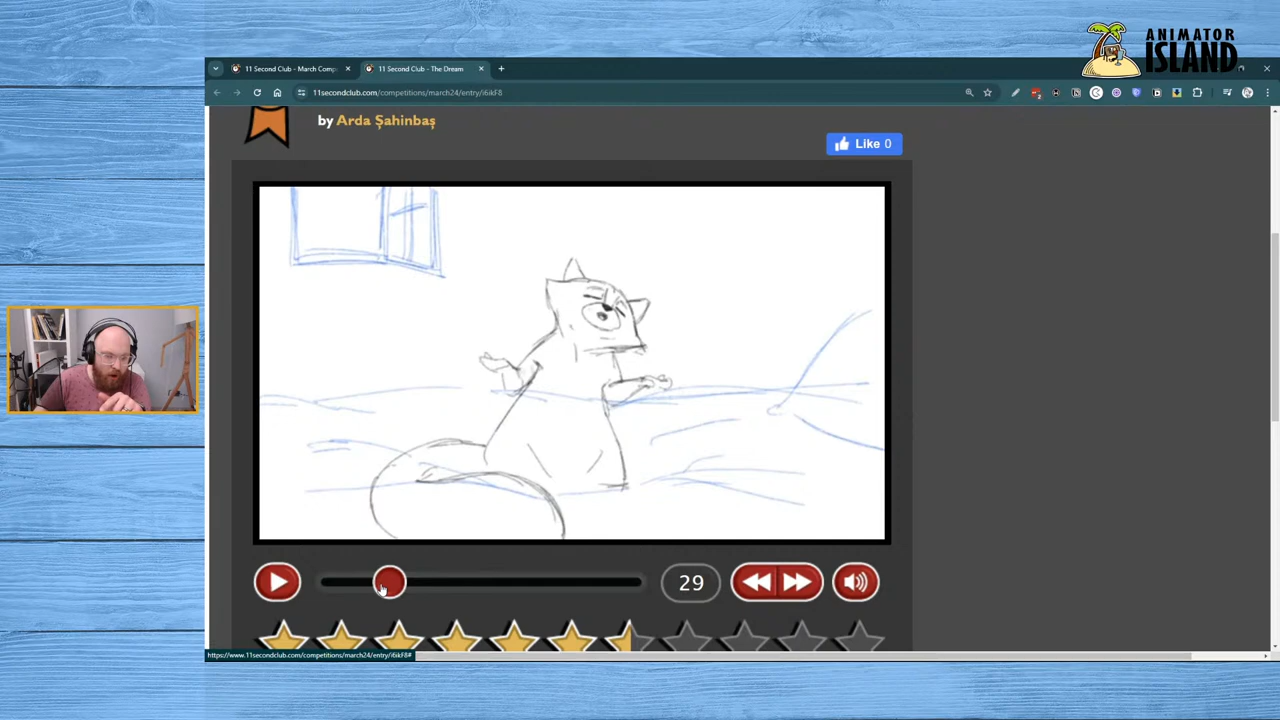 ANIMATOR
ISLAND
11 Second Club - March Comp
11 Second Club - The Dream
11secondclub.com/competitions/march24/entry/i6ikF8
by Arda Şahinbaş
Like 0
29
https://www.11secondclub.com/competitions/march24/entry/i6ikF8#